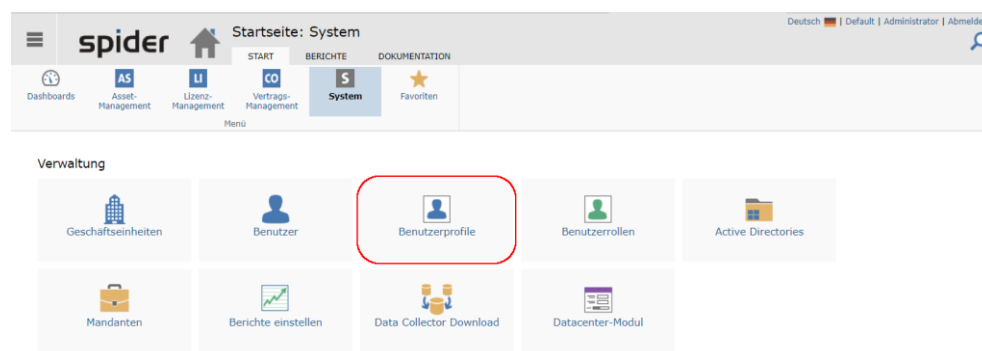 Deutsch | Default | Administrator | Abmelde
spider
Startseite: System
START BERICHTE DOKUMENTATION
Dashboards
AS
Asset-
Management
LI
Lizenz-
Management
CO
Vertrags-
Management
S
System
Favoriten
Menü
Verwaltung
Geschäftseinheiten
Benutzer
Benutzerprofile
Benutzerrollen
Active Directories
Mandanten
Berichte einstellen
Data Collector Download
Datacenter-Modul